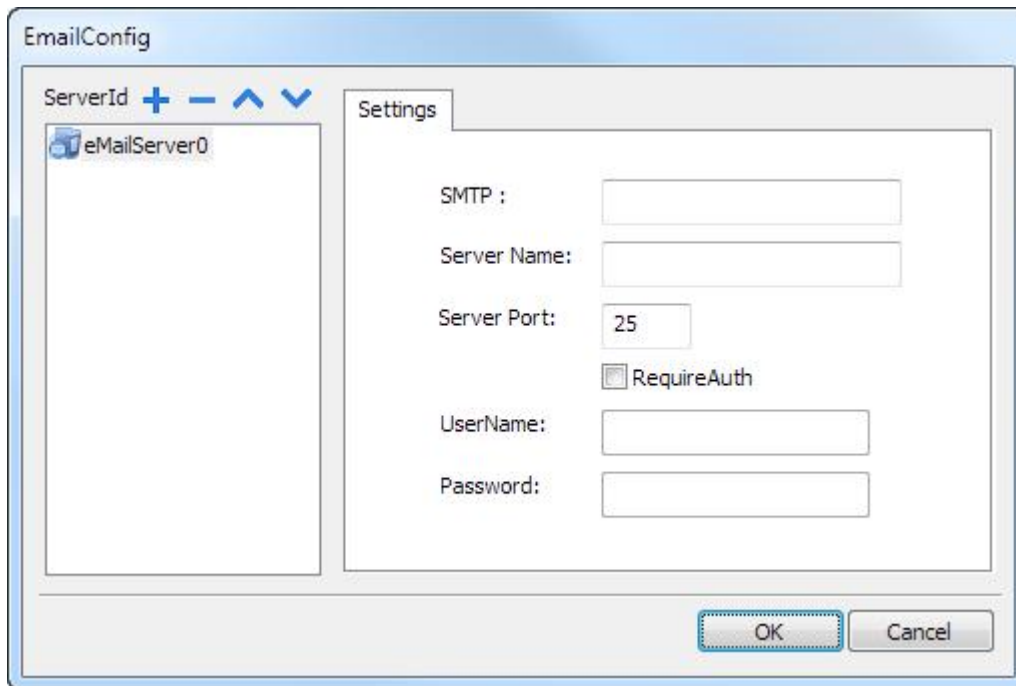 EmailConfig
ServerId
eMailServer0
Settings
SMTP :
Server Name:
Server Port:
25
RequireAuth
UserName:
Password:
OK
Cancel